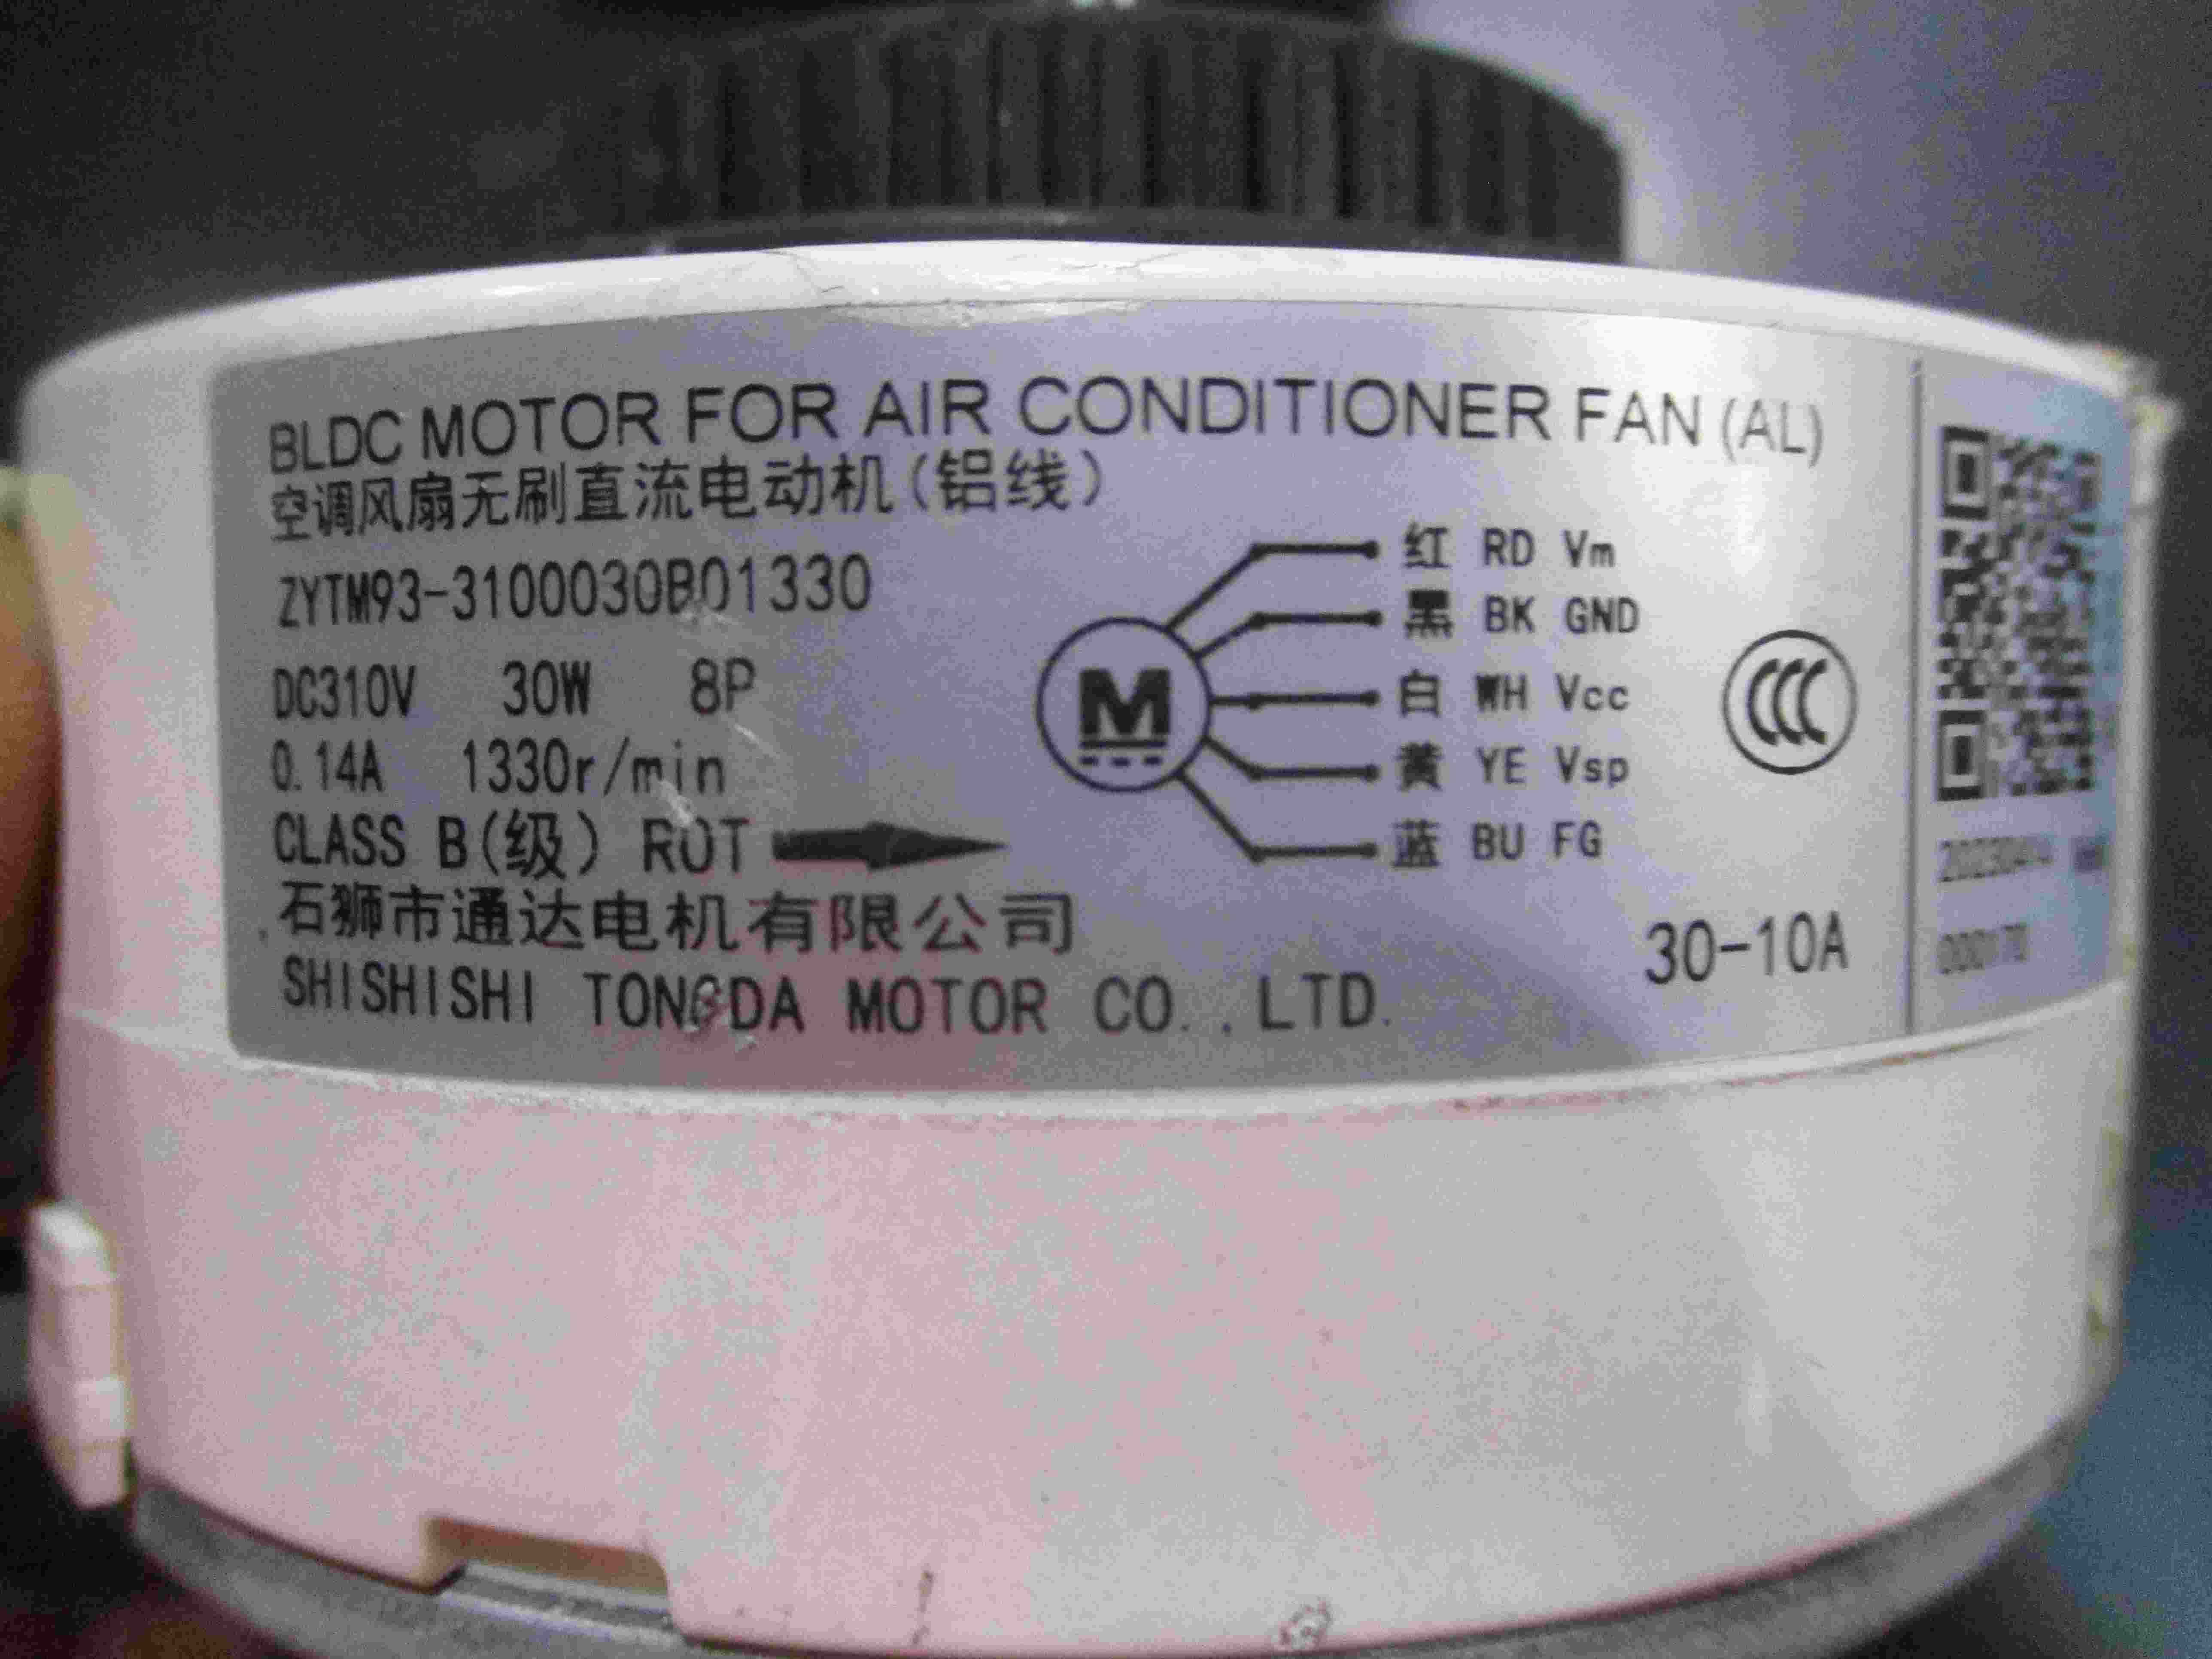 BLDC MOTOR FOR AIR CONDITIONER FAN (AL)
空调风扇无刷直流电动机(铝线)
ZYTM93-3100030B01330
DC310V 30W 8P
0.14A 1330r/min
CLASS B(级) ROT
石狮市通达电机有限公司
SHISHISHI TONGDA MOTOR CO.,LTD.
M
红 RD Vm
黑 BK GND
白 WH Vcc
黄 YE Vsp
蓝 BU FG
CCC
30-10A
000170